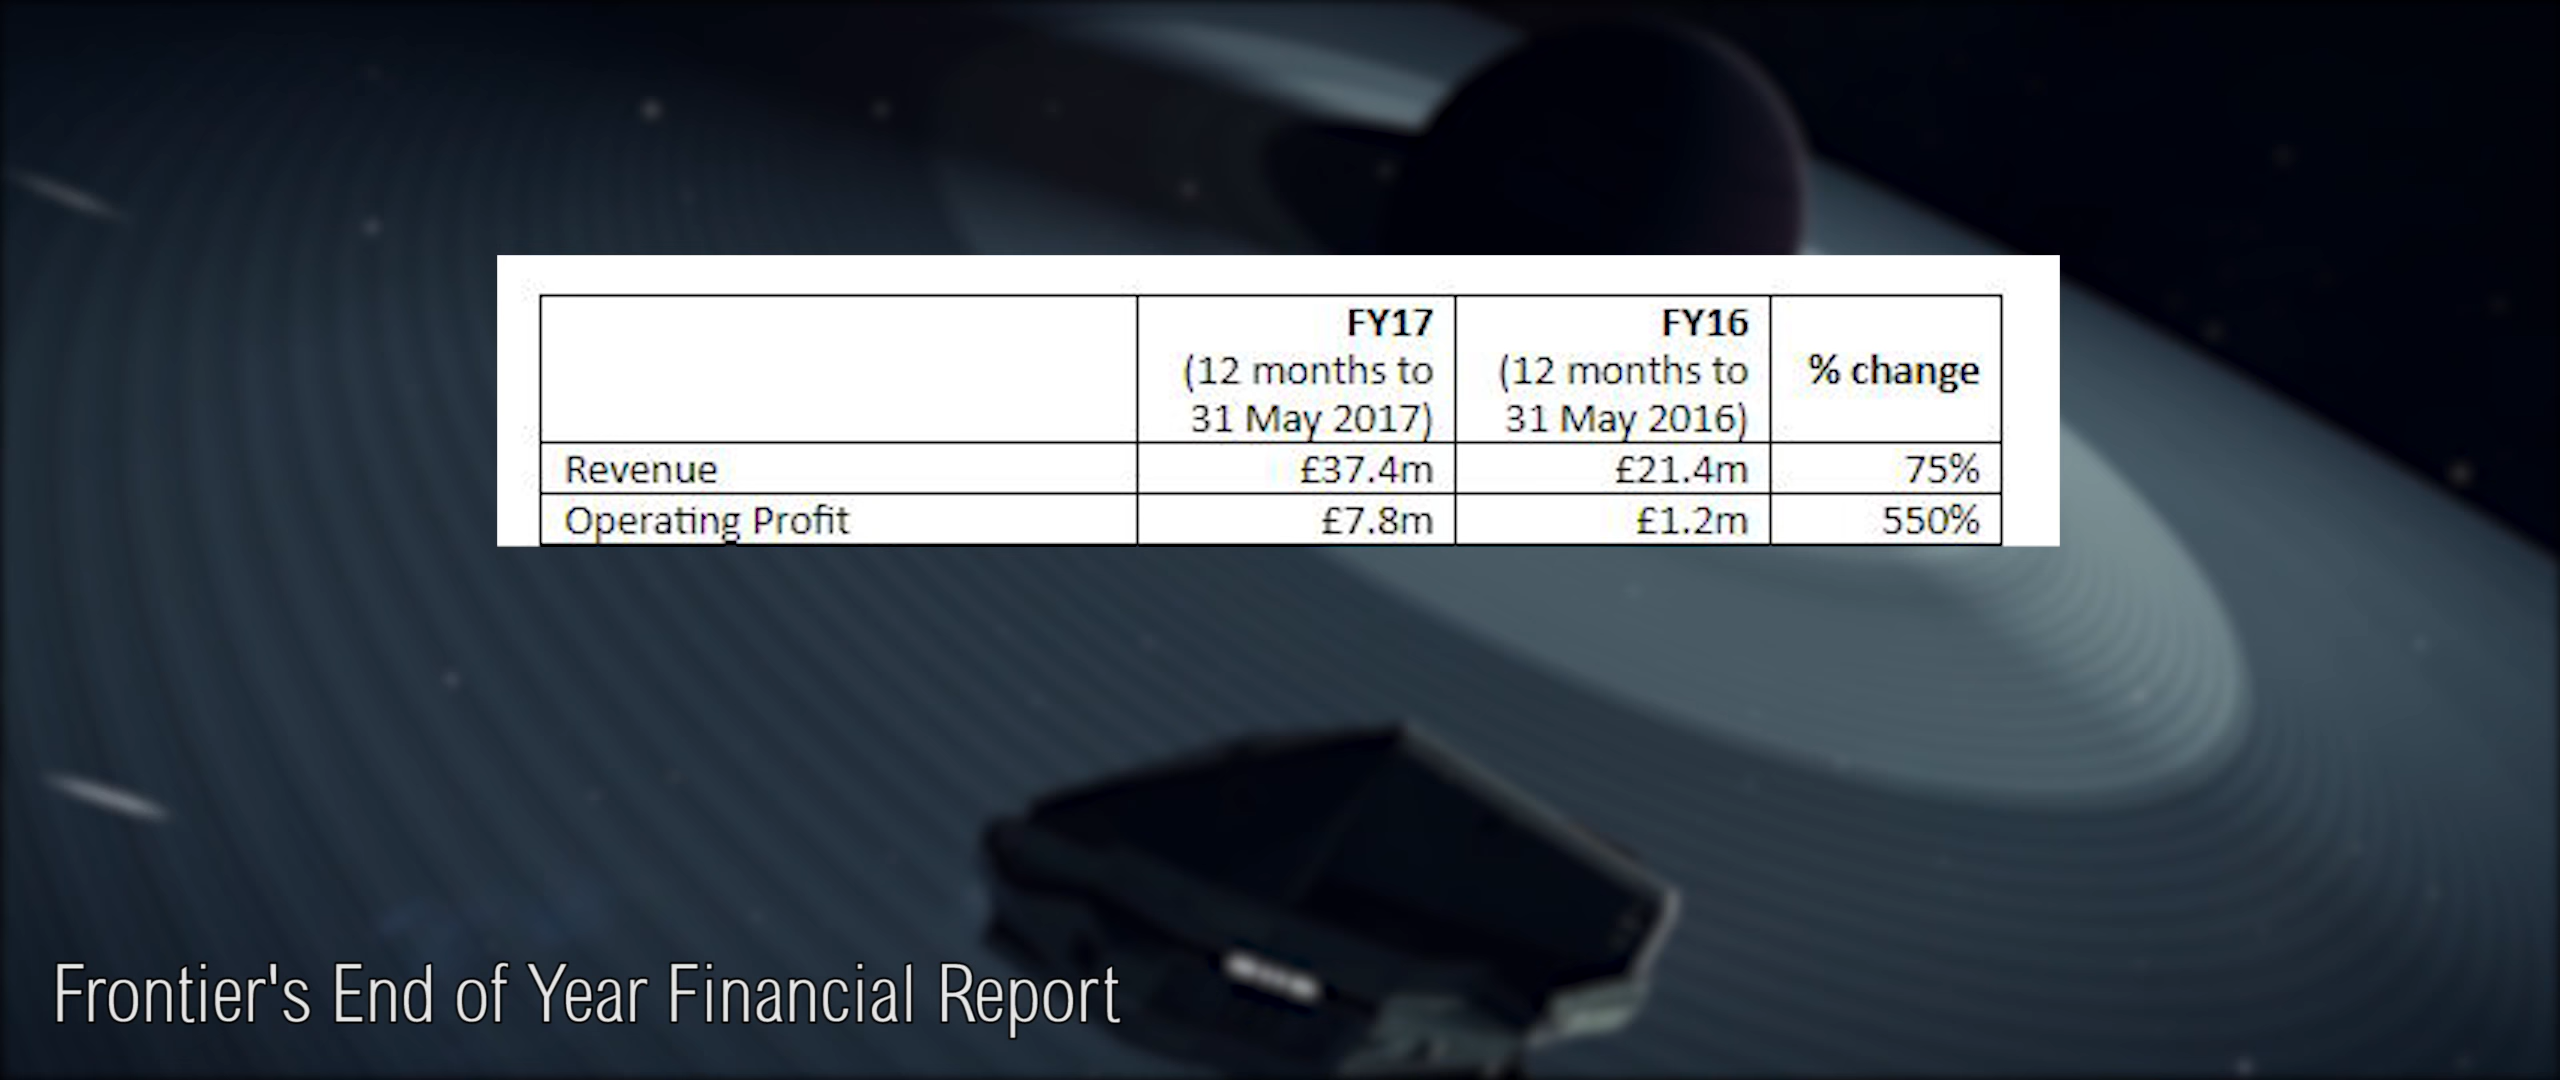 FY17
(12 months to
31 May 2017)
FY16
(12 months to
31 May 2016)
% change
Revenue £37.4m £21.4m 75%
Operating Profit £7.8m £1.2m 550%
Frontier's End of Year Financial Report